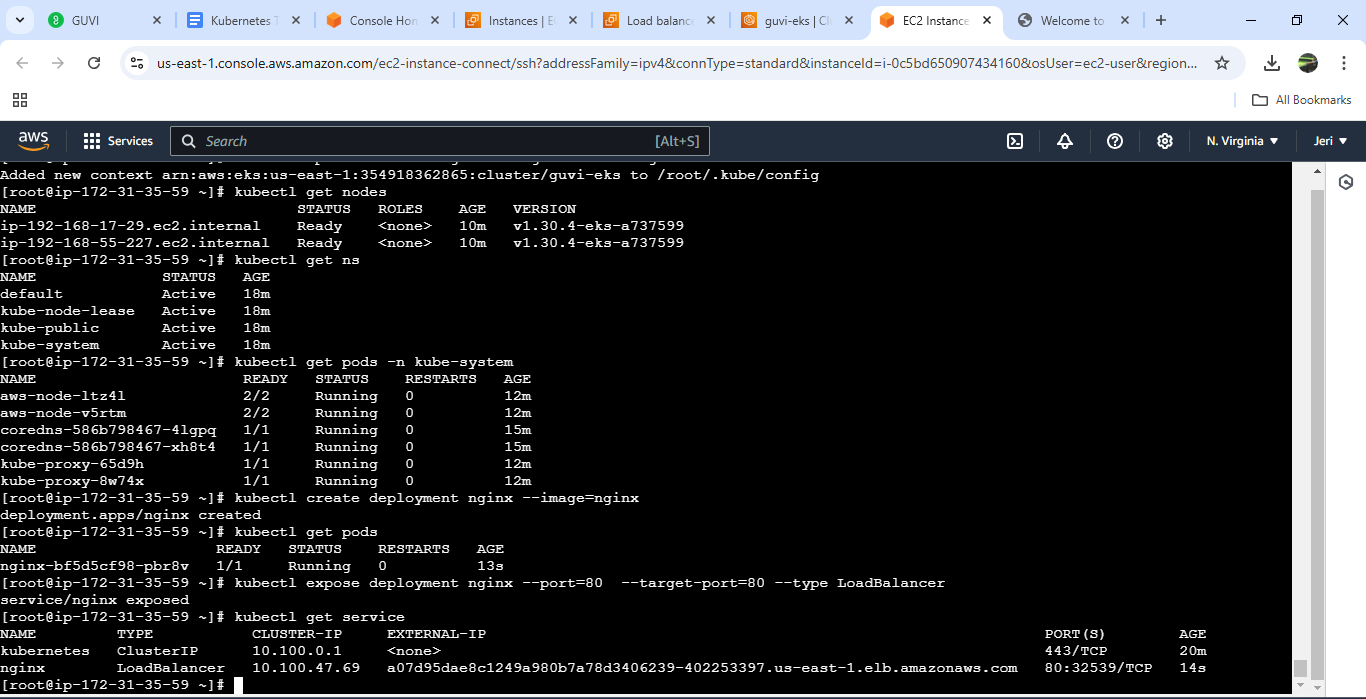 GUVI
Kubernetes T
Console Hom
Instances | E
Load balance
guvi-eks | Cl
EC2 Instance
Welcome to
us-east-1.console.aws.amazon.com/ec2-instance-connect/ssh?addressFamily=ipv4&connType=standard&instanceId=i-0c5bd650907434160&osUser=ec2-user&region...
All Bookmarks
aws
Services
Search
[Alt+S]
N. Virginia
Jeri
Added new context arn:aws:eks:us-east-1:354918362865:cluster/guvi-eks to /root/.kube/config
[root@ip-172-31-35-59 ~]# kubectl get nodes
NAME STATUS ROLES AGE VERSION
ip-192-168-17-29.ec2.internal Ready <none> 10m v1.30.4-eks-a737599
ip-192-168-55-227.ec2.internal Ready <none> 10m v1.30.4-eks-a737599
[root@ip-172-31-35-59 ~]# kubectl get ns
NAME STATUS AGE
default Active 18m
kube-node-lease Active 18m
kube-public Active 18m
kube-system Active 18m
[root@ip-172-31-35-59 ~]# kubectl get pods -n kube-system
NAME READY STATUS RESTARTS AGE
aws-node-ltz4l 2/2 Running 0 12m
aws-node-v5rtm 2/2 Running 0 12m
coredns-586b798467-4lgpq 1/1 Running 0 15m
coredns-586b798467-xh8t4 1/1 Running 0 15m
kube-proxy-65d9h 1/1 Running 0 12m
kube-proxy-8w74x 1/1 Running 0 12m
[root@ip-172-31-35-59 ~]# kubectl create deployment nginx --image=nginx
deployment.apps/nginx created
[root@ip-172-31-35-59 ~]# kubectl get pods
NAME READY STATUS RESTARTS AGE
nginx-bf5d5cf98-pbr8v 1/1 Running 0 13s
[root@ip-172-31-35-59 ~]# kubectl expose deployment nginx --port=80 --target-port=80 --type LoadBalancer
service/nginx exposed
[root@ip-172-31-35-59 ~]# kubectl get service
NAME TYPE CLUSTER-IP EXTERNAL-IP PORT(S) AGE
kubernetes ClusterIP 10.100.0.1 <none> 443/TCP 20m
nginx LoadBalancer 10.100.47.69 a07d95dae8c1249a980b7a78d3406239-402253397.us-east-1.elb.amazonaws.com 80:32539/TCP 14s
[root@ip-172-31-35-59 ~]#